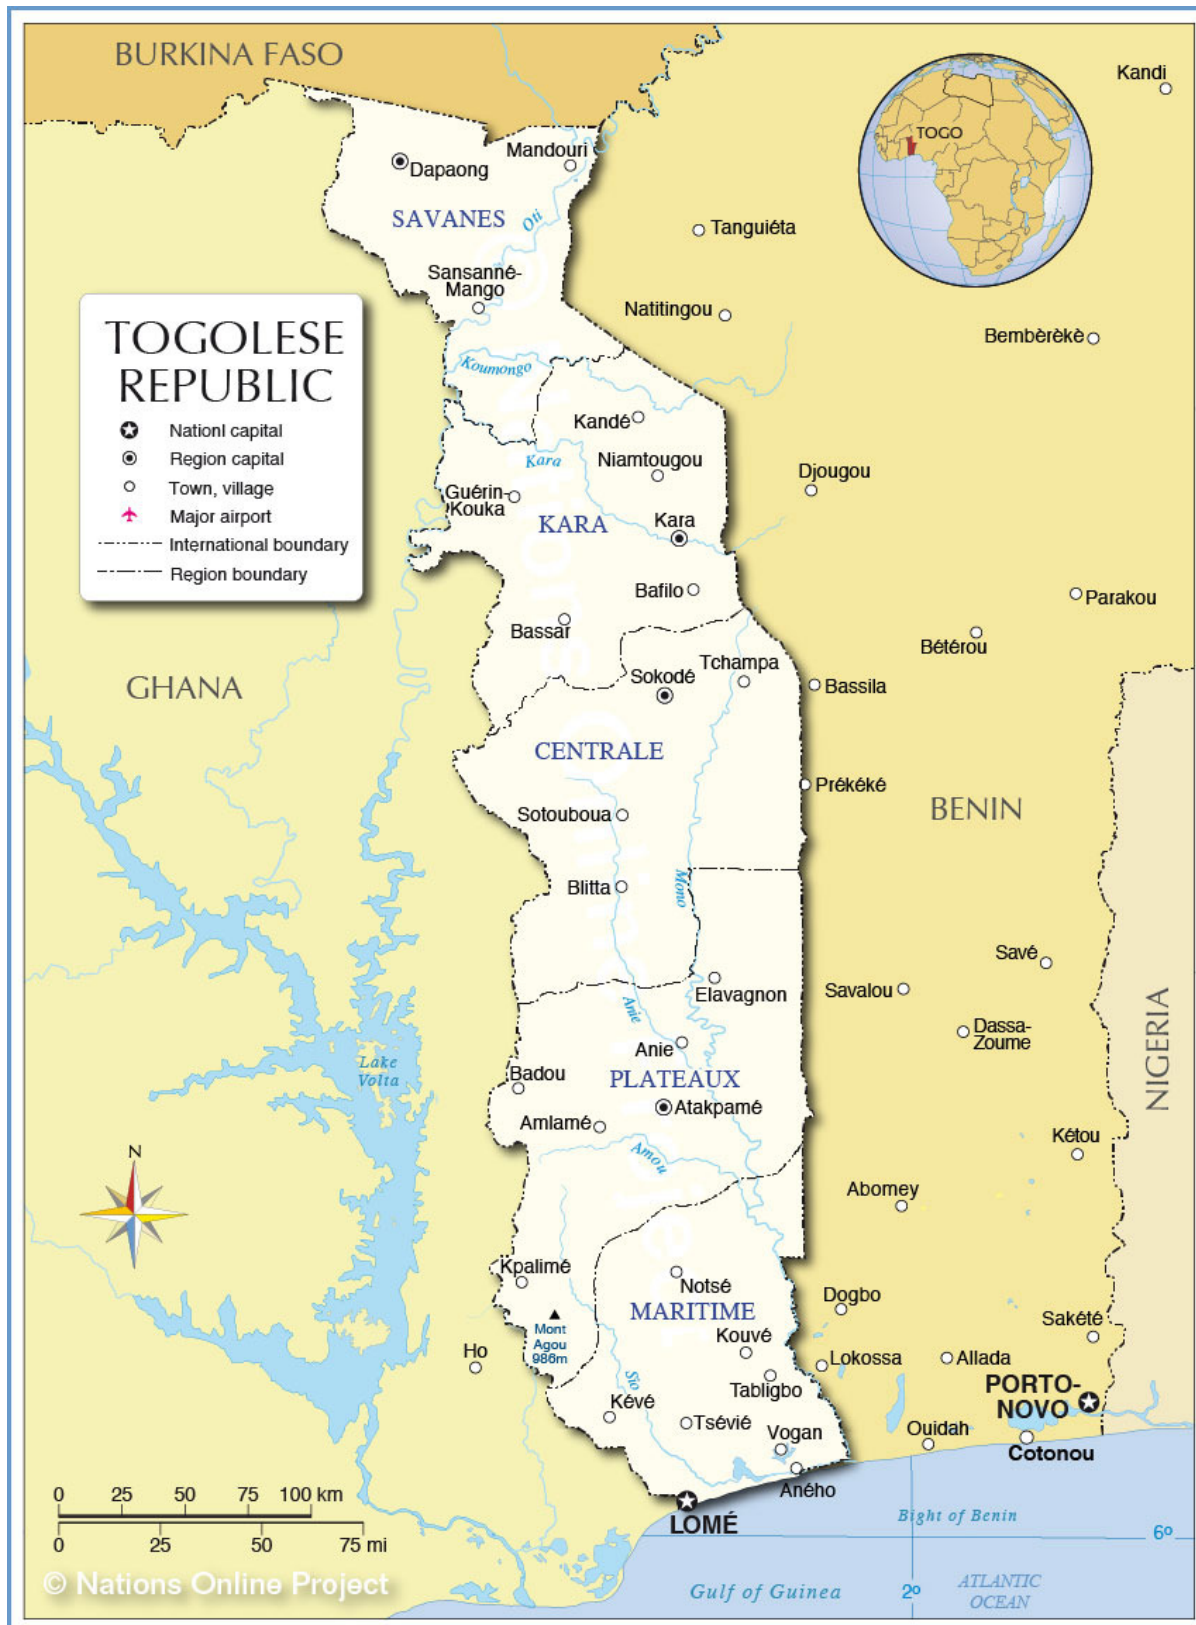 BURKINA FASO
Kandi
TOGO
Mandouri
Dapaong
SAVANES
Oti
Tanguiéta
Sansanné-
Mango
Natitingou
Bembèrèkè
TOGOLESE
REPUBLIC
Nationl capital
Region capital
Town, village
Major airport
International boundary
Region boundary
Koumongo
Kandé
Kara
Niamtougou
Djougou
Guérin-
Kouka
KARA
Kara
Bafilo
Parakou
Bassar
Bétérou
Tchampa
Sokodé
GHANA
Bassila
CENTRALE
Prékéké
BENIN
Sotouboua
Blitta
Mono
Savé
Elavagnon
Savalou
Anie
Dassa-
Zoume
NIGERIA
Anie
Lake
Volta
Badou
PLATEAUX
Atakpamé
Amlamé
Kétou
Amou
N
Abomey
Kpalimé
Notsé
Dogbo
MARITIME
Sakété
Mont
Agou
986m
Kouvé
Ho
Lokossa
Allada
Sio
Tabligbo
PORTO-
NOVO
Kévé
Tsévié
Vogan
Ouidah
Cotonou
Aného
LOMÉ
0 25 50 75 100 km
0 25 50 75 mi
Bight of Benin
6º
© Nations Online Project
Gulf of Guinea
2º
ATLANTIC
OCEAN
© Nations Online Project